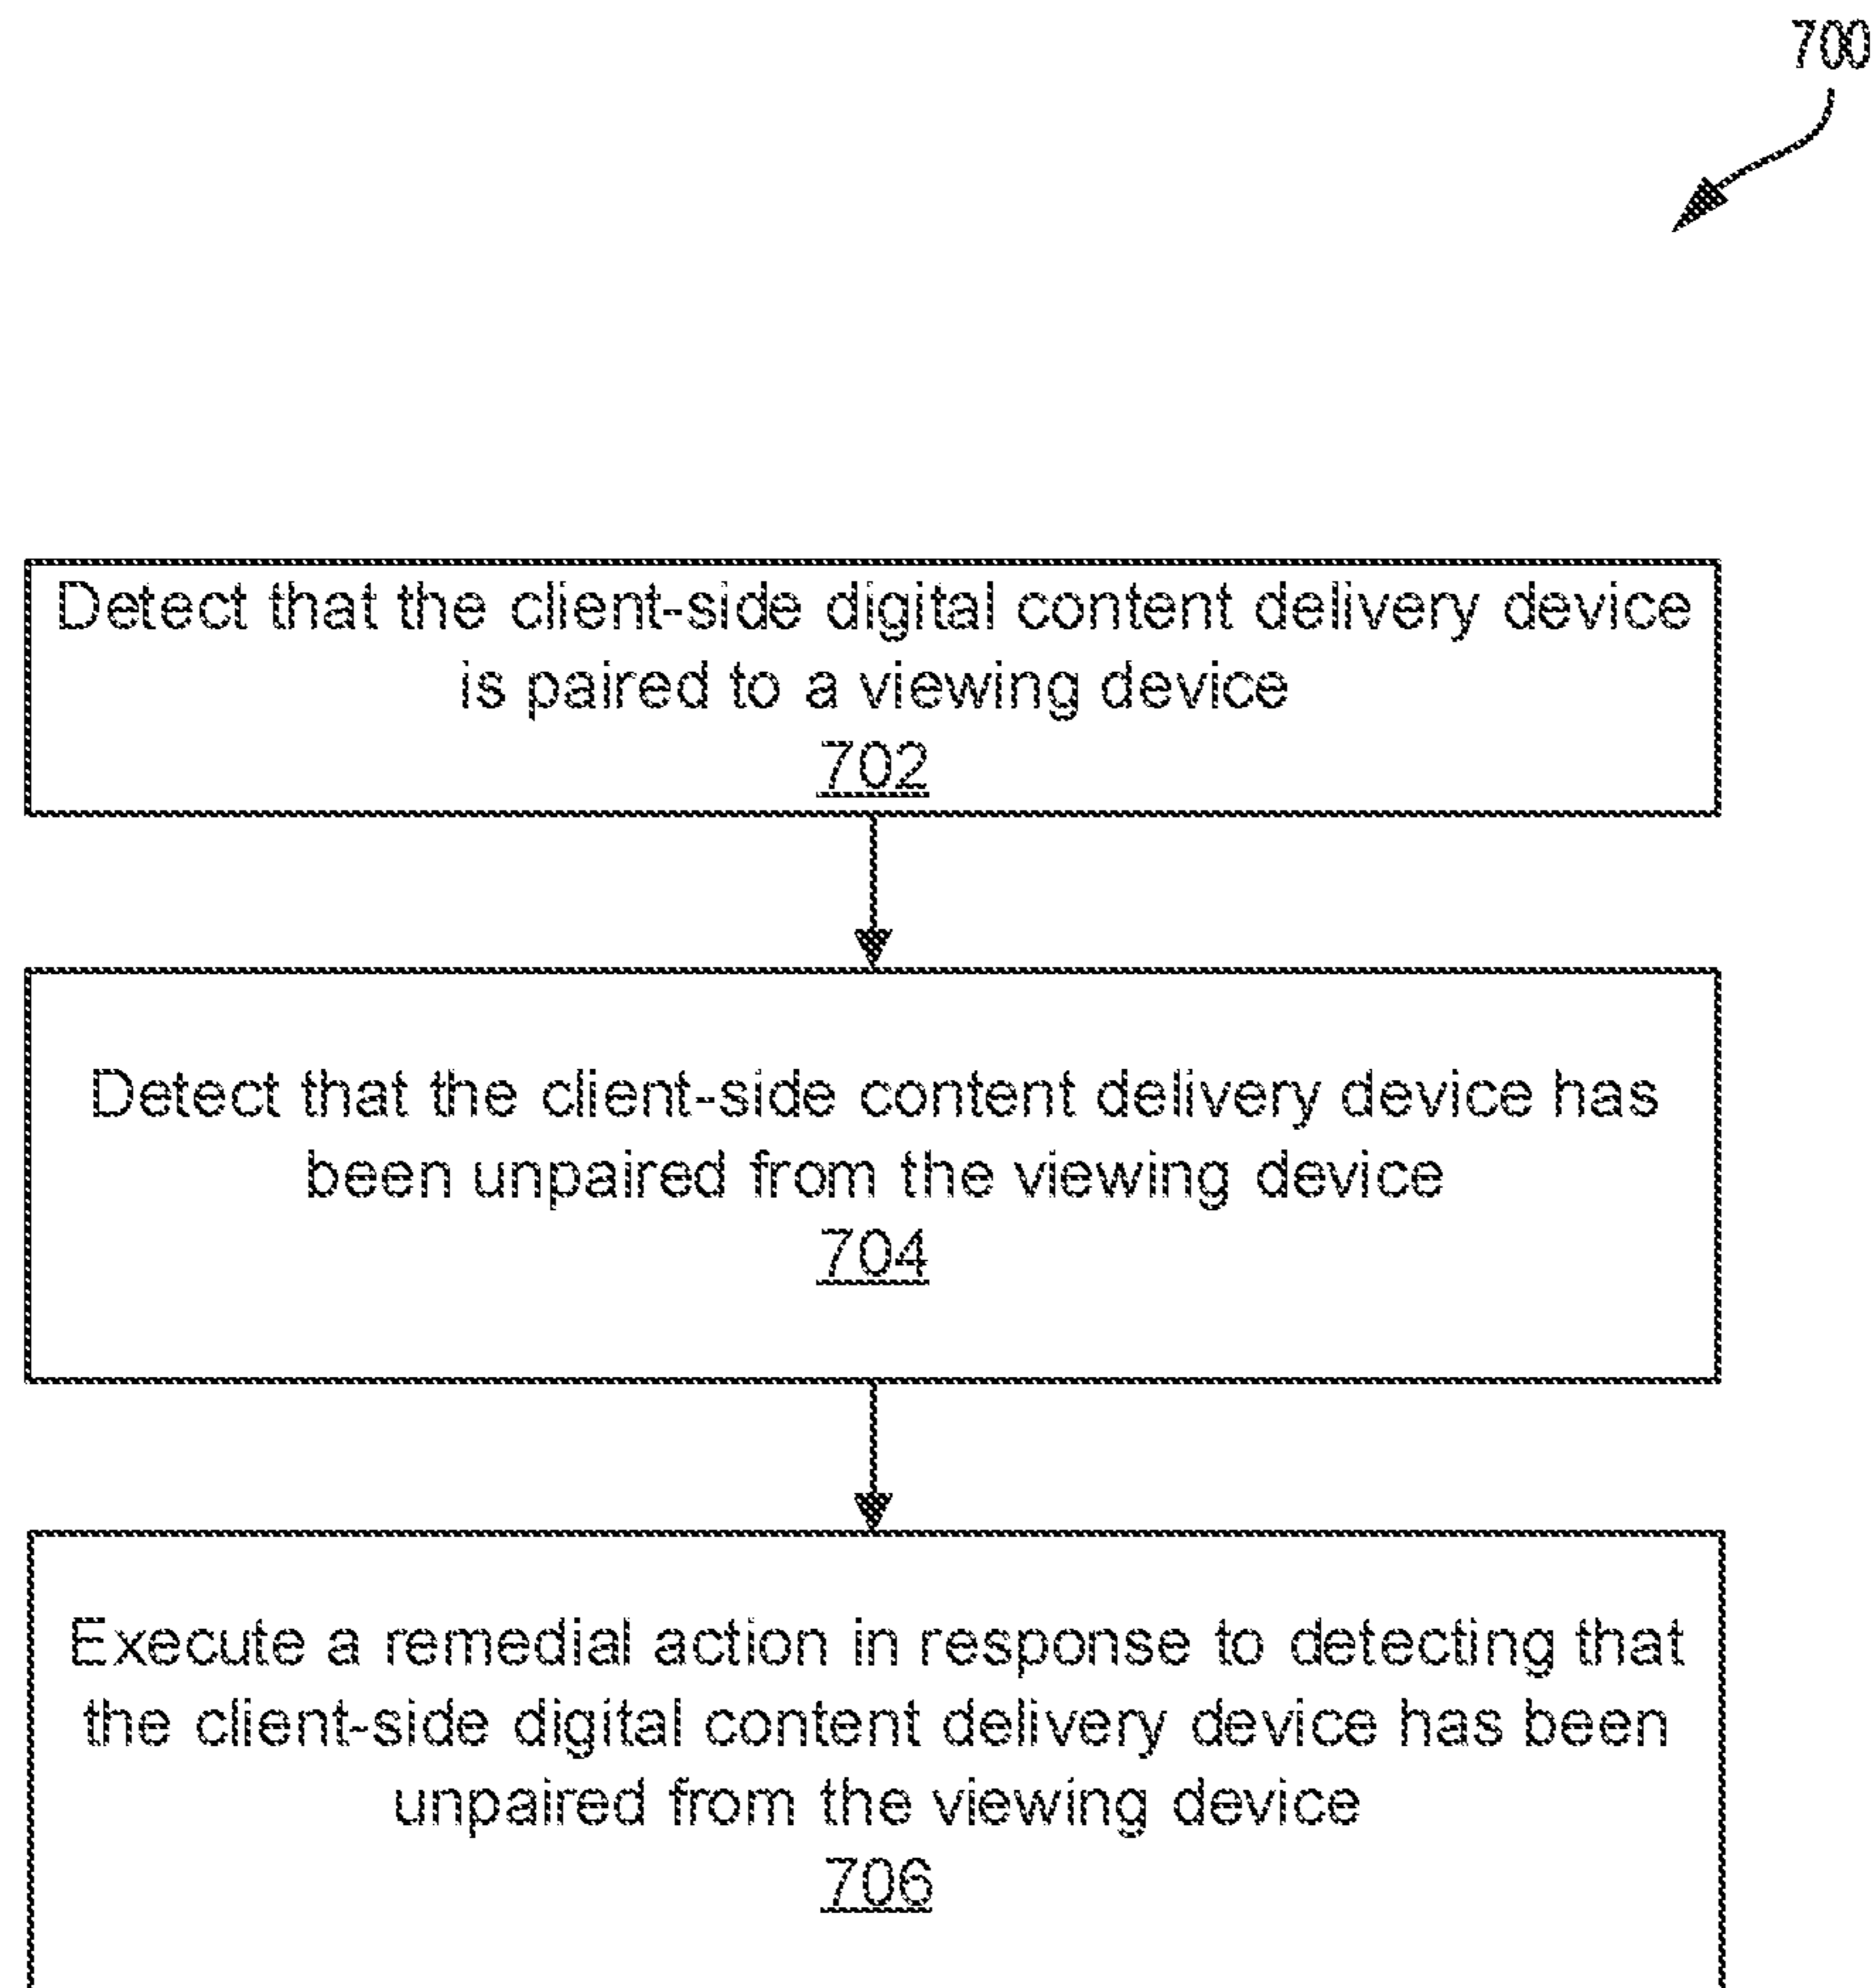 700
Detect that the client-side digital content delivery device
is paired to a viewing device
702
Detect that the client-side content delivery device has
been unpaired from the viewing device
704
Execute a remedial action in response to detecting that
the client-side digital content delivery device has been
unpaired from the viewing device
706